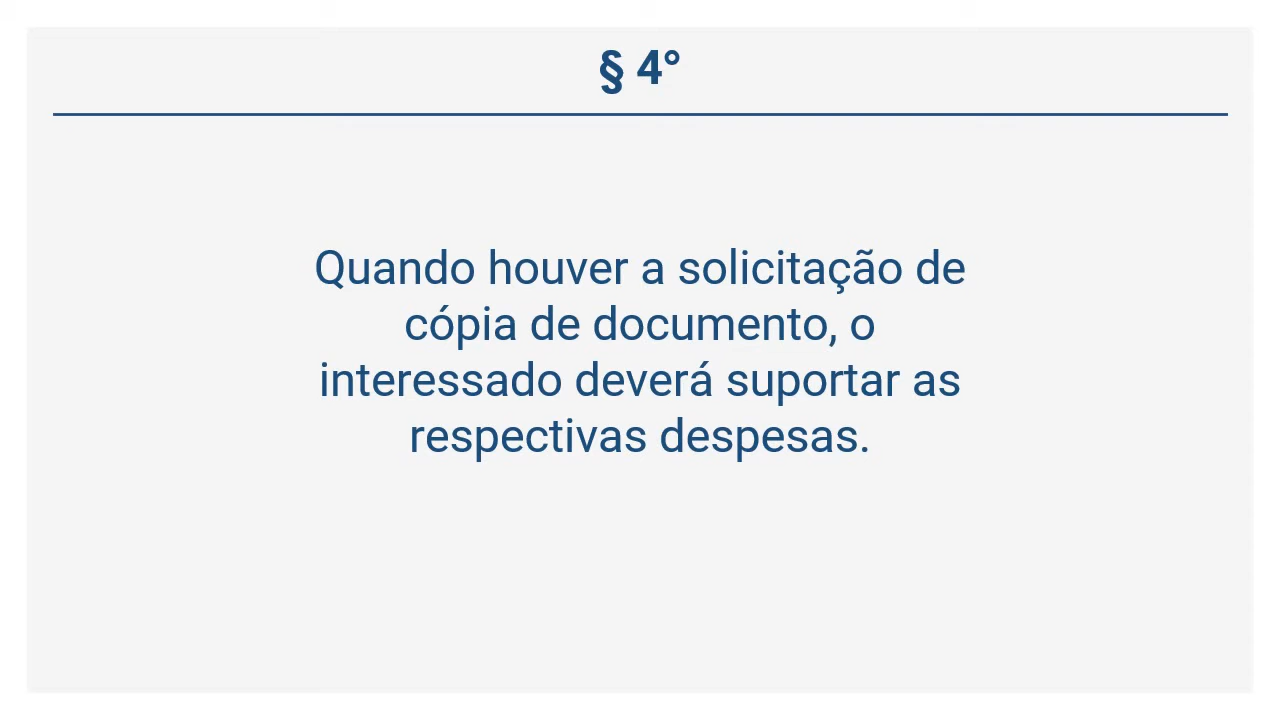 § 4°
Quando houver a solicitação de
cópia de documento, o
interessado deverá suportar as
respectivas despesas.